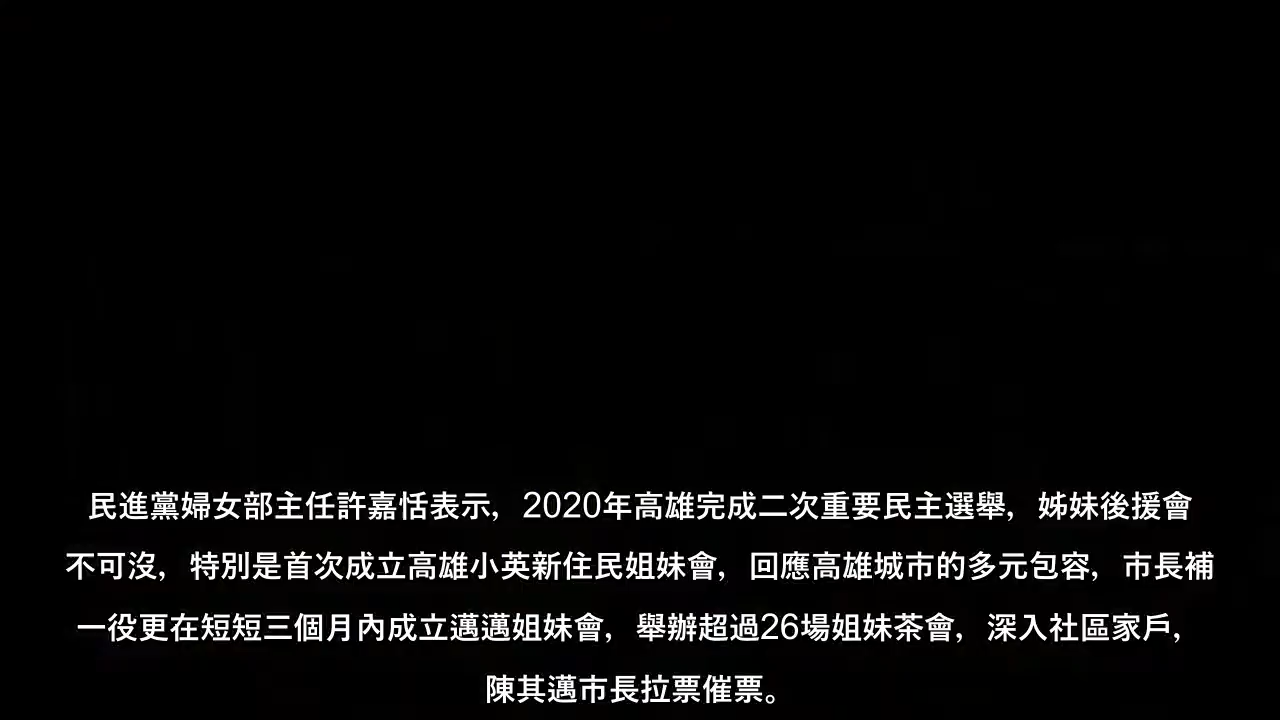 民進黨婦女部主任許嘉恬表示，2020年高雄完成二次重要民主選舉，姊妹後援會
不可沒，特別是首次成立高雄小英新住民姐妹會，回應高雄城市的多元包容，市長補
一役更在短短三個月內成立邁邁姐妹會，舉辦超過26場姐妹茶會，深入社區家戶，
陳其邁市長拉票催票。